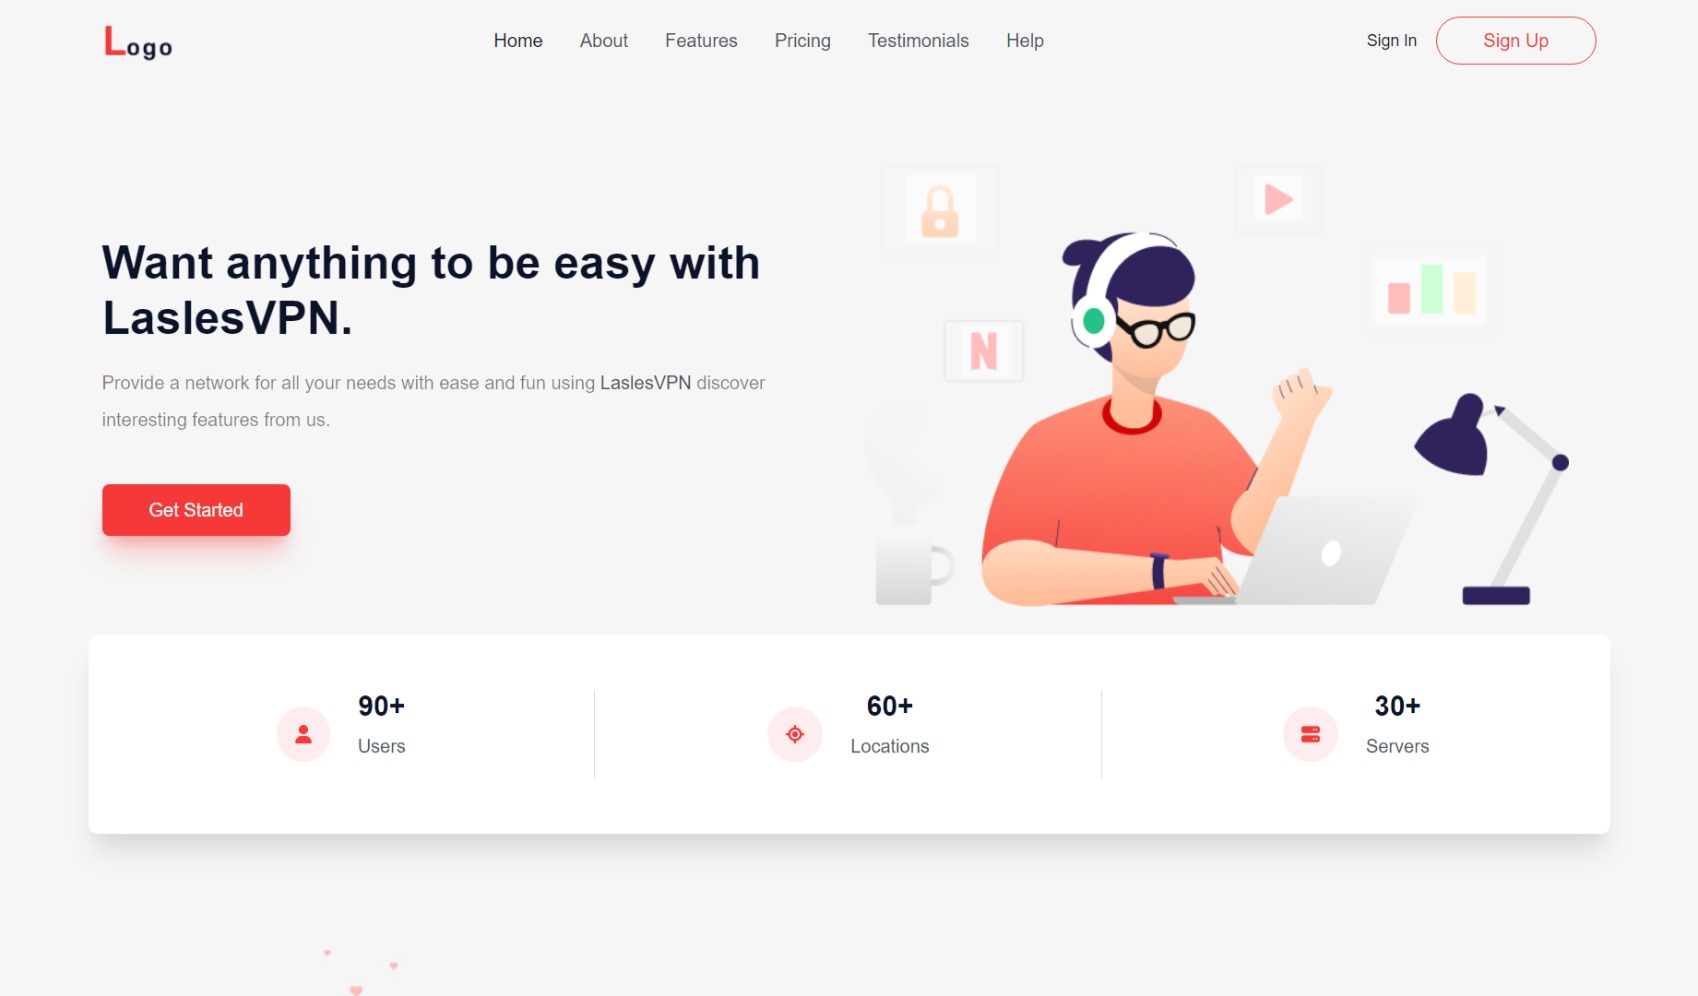 Logo
Home About Features Pricing Testimonials Help Sign In Sign Up
Want anything to be easy with
LaslesVPN.
Provide a network for all your needs with ease and fun using LaslesVPN discover
interesting features from us.
Get Started
N
90+
Users
60+
Locations
30+
Servers